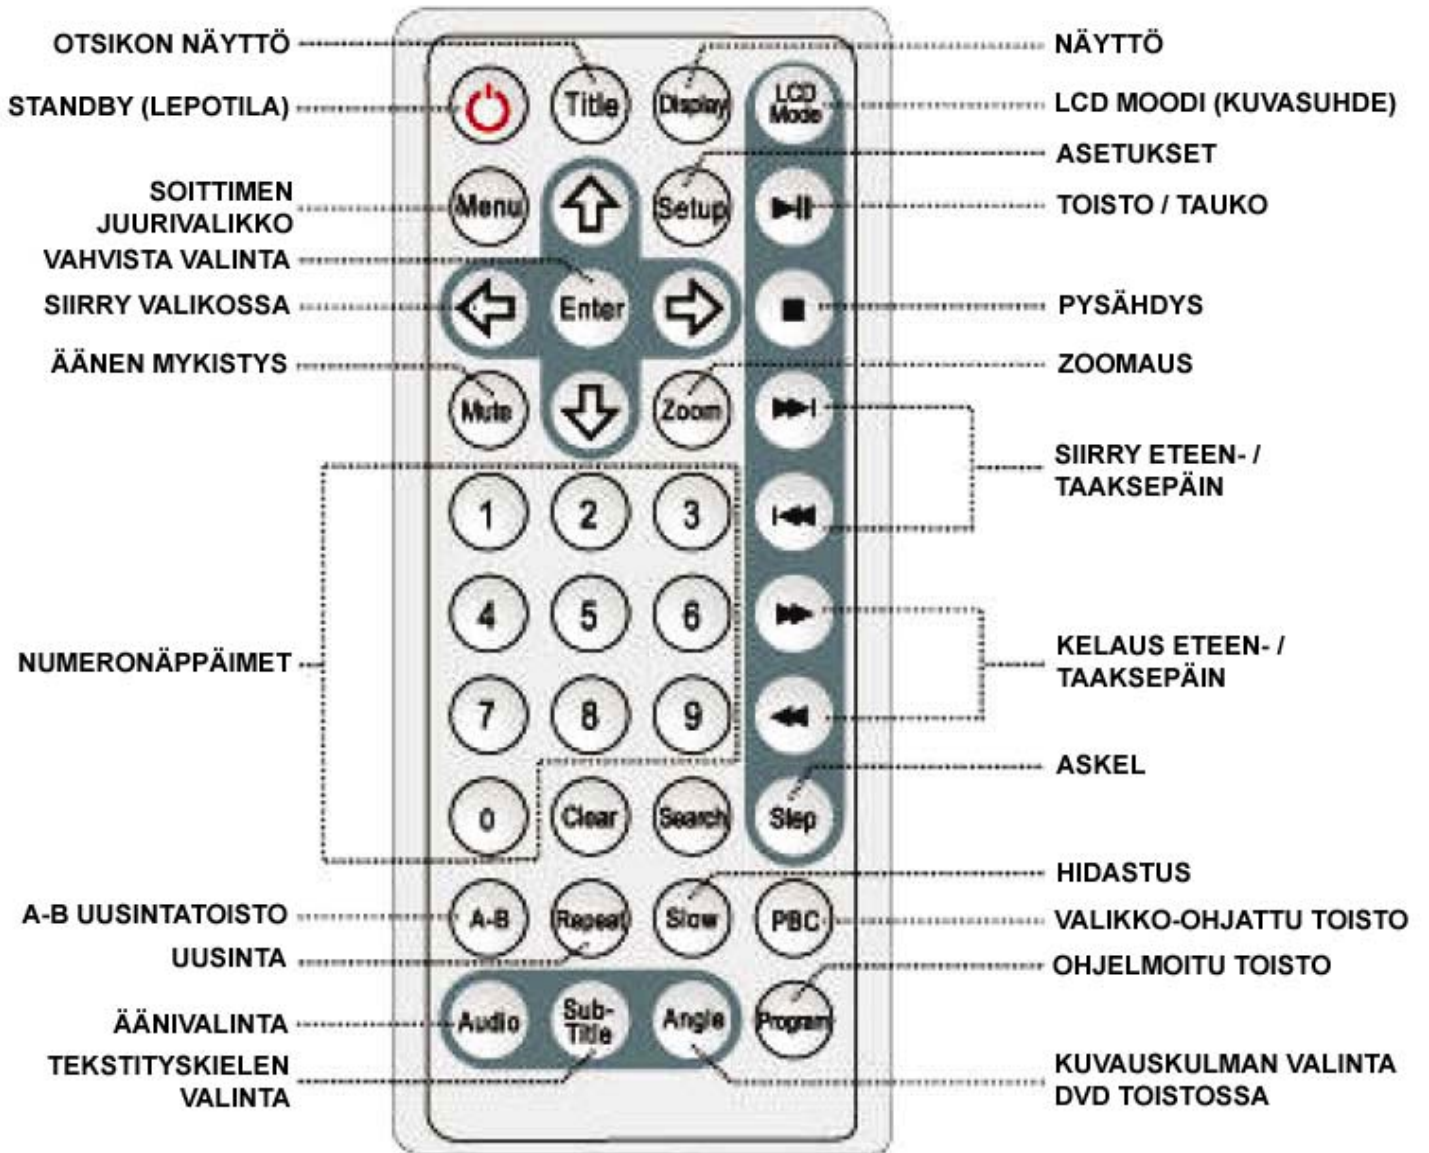 OTSIKON NÄYTTÖ
STANDBY (LEPOTILA)
SOITTIMEN
JUURIVALIKKO
VAHVISTA VALINTA
SIIRRY VALIKOSSA
ÄÄNEN MYKISTYS
NUMERONÄPPÄIMET
A-B UUSINTATOISTO
UUSINTA
ÄÄNIVALINTA
TEKSTITYSKIELEN
VALINTA
Title
Display
LCD
Mode
Menu
Setup
Enter
Mute
Zoom
1 2 3
4 5 6
7 8 9
0 Clear Search Step
A-B Repeat Slow PBC
Audio
Sub-
Title
Angle
Program
NÄYTTÖ
LCD MOODI (KUVASUHDE)
ASETUKSET
TOISTO / TAUKO
PYSÄHDYS
ZOOMAUS
SIIRRY ETEEN- /
TAAKSEPÄIN
KELAUS ETEEN- /
TAAKSEPÄIN
ASKEL
HIDASTUS
VALIKKO-OHJATTU TOISTO
OHJELMOITU TOISTO
KUVAUSKULMAN VALINTA
DVD TOISTOSSA